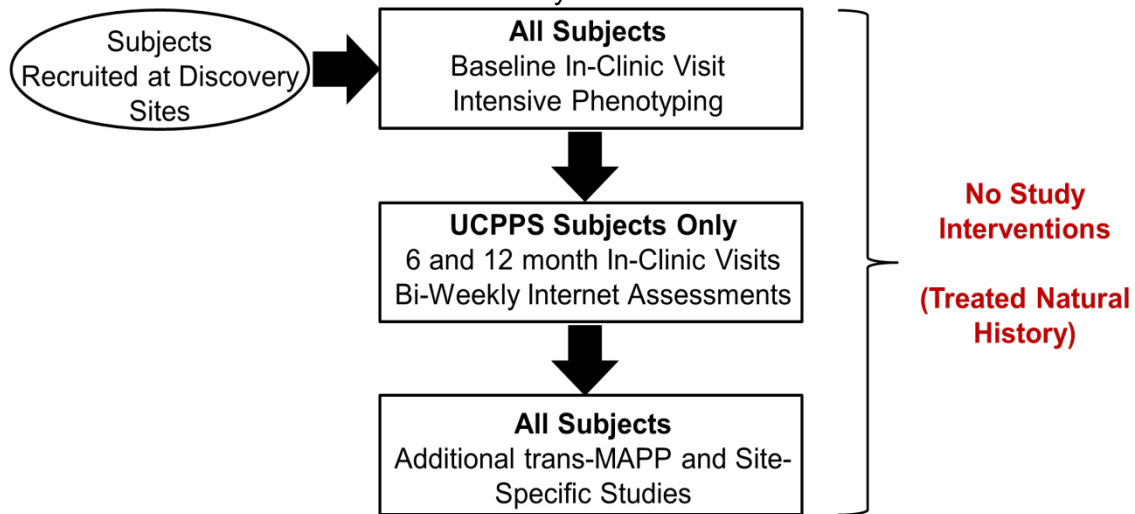 Subjects
Recruited at Discovery
Sites
All Subjects
Baseline In-Clinic Visit
Intensive Phenotyping
UCPPS Subjects Only
6 and 12 month In-Clinic Visits
Bi-Weekly Internet Assessments
All Subjects
Additional trans-MAPP and Site-
Specific Studies
No Study
Interventions
(Treated Natural
History)